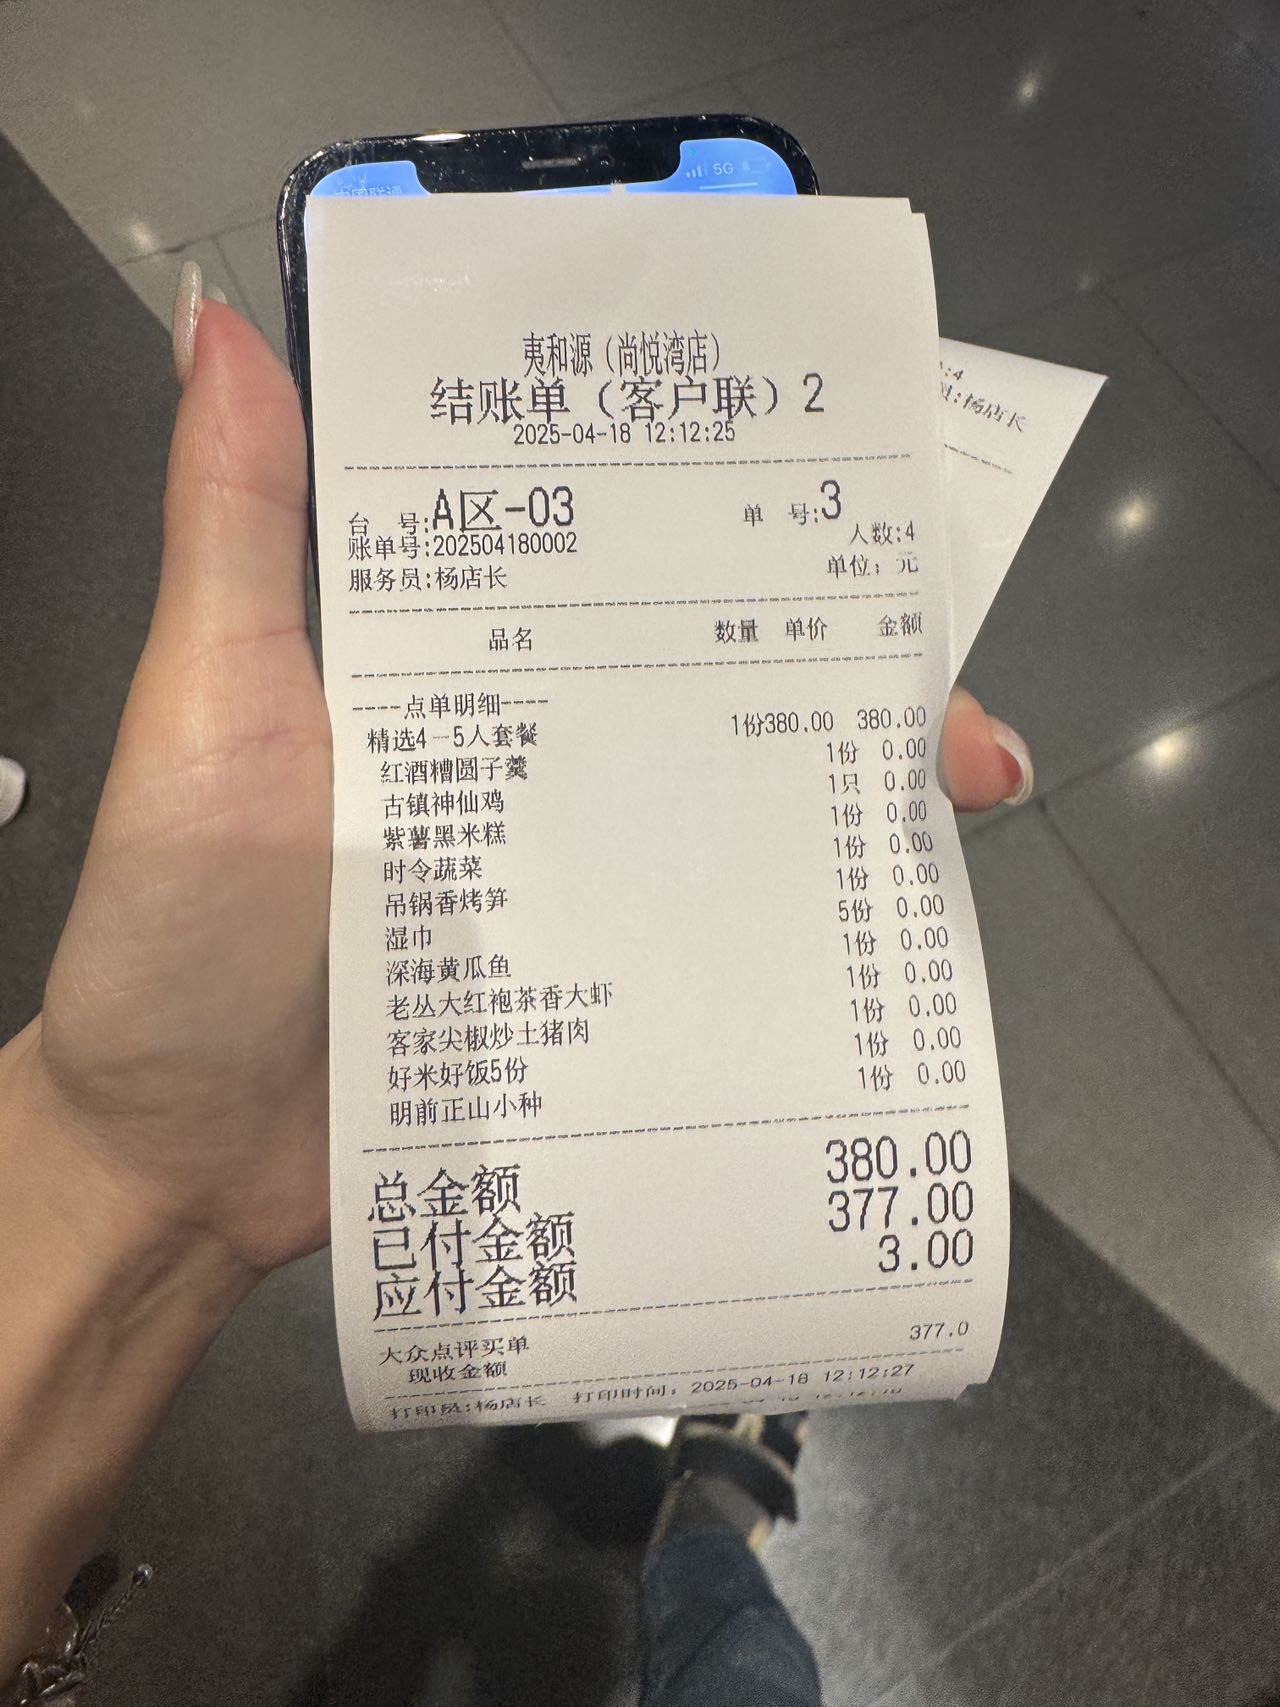 5G
夷和源（尚悦湾店）
结账单（客户联）2
2025-04-18 12:12:25
台 号:A区-03 单 号:3
账单号:202504180002 人数:4
服务员:杨店长 单位: 元
品名 数量 单价 金额
----点单明细----
精选4-5人套餐 1份380.00 380.00
红酒糟圆子羹 1份 0.00
古镇神仙鸡 1只 0.00
紫薯黑米糕 1份 0.00
时令蔬菜 1份 0.00
吊锅香烤笋 1份 0.00
湿巾 5份 0.00
深海黄瓜鱼 1份 0.00
老丛大红袍茶香大虾 1份 0.00
客家尖椒炒土猪肉 1份 0.00
好米好饭5份 1份 0.00
明前正山小种 1份 0.00
总金额 380.00
已付金额 377.00
应付金额 3.00
大众点评买单 377.0
现收金额
打印员:杨店长 打印时间: 2025-04-18 12:12:27
:4
:杨店长